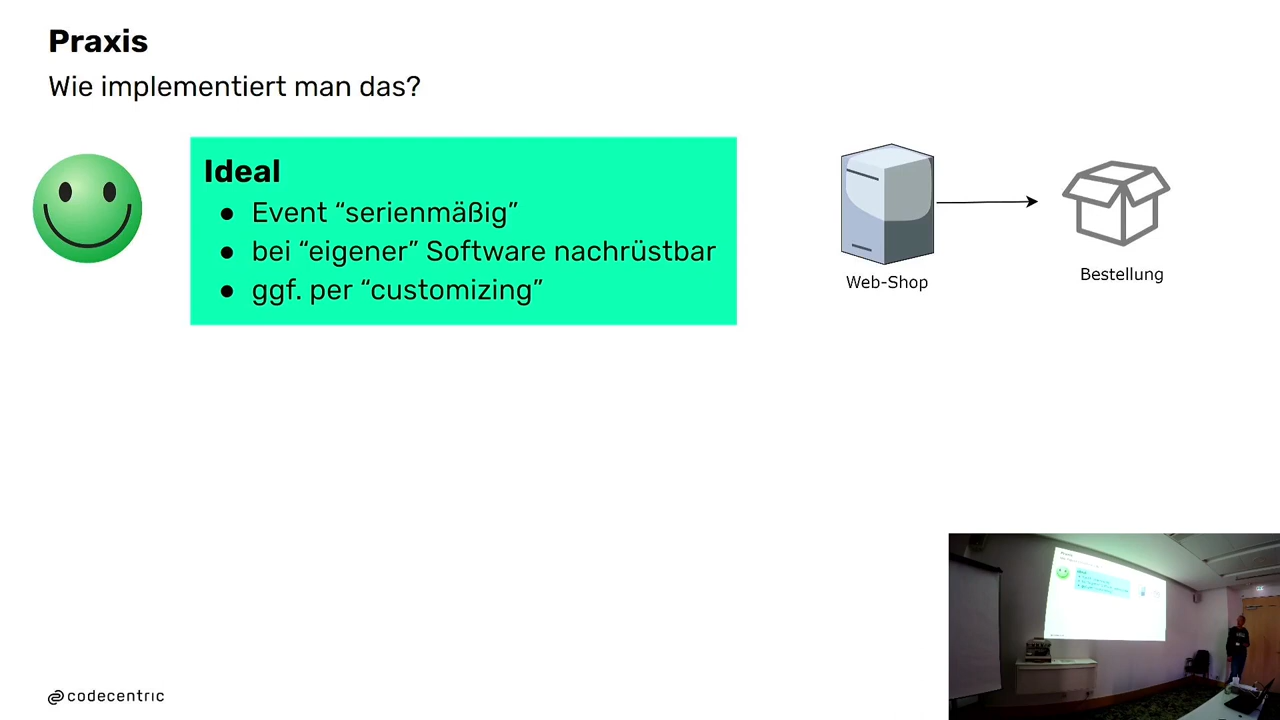 Praxis
Wie implementiert man das?
Ideal
● Event “serienmäßig”
● bei “eigener” Software nachrüstbar
● ggf. per “customizing”
Web-Shop
Bestellung
codecentric